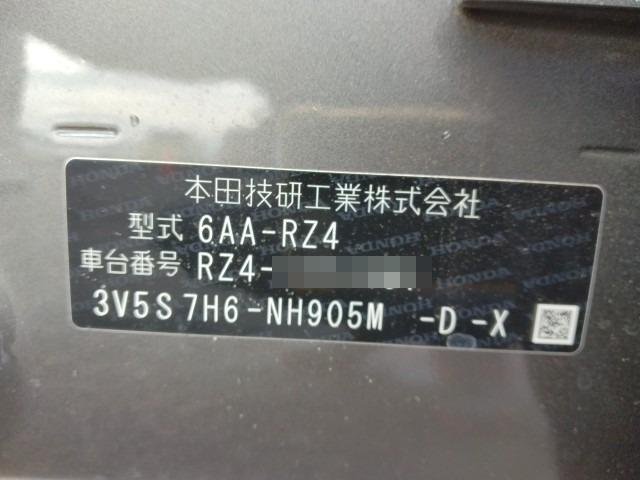 本田技研工業株式会社
型式 6AA-RZ4
車台番号 RZ4-
3V5S 7H6-NH905M -D -X